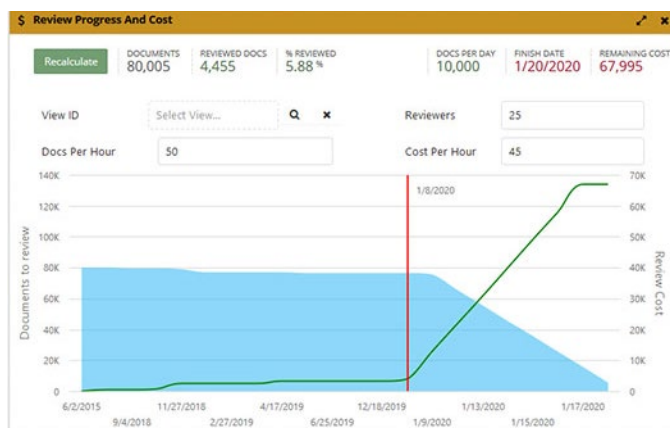 $ Review Progress And Cost
Recalculate
DOCUMENTS
80,005
REVIEWED DOCS
4,455
% REVIEWED
5.88 %
DOCS PER DAY
10,000
FINISH DATE
1/20/2020
REMAINING COST
67,995
View ID Select View... Reviewers 25
Docs Per Hour 50 Cost Per Hour 45
140K
120K
100K
80K
60K
40K
20K
0
Documents to review
1/8/2020
70K
60K
50K
40K
30K
20K
10K
0
Review Cost
6/2/2015 11/27/2018 4/17/2019 12/18/2019 1/13/2020 1/17/2020
9/4/2018 2/27/2019 6/25/2019 1/9/2020 1/15/2020